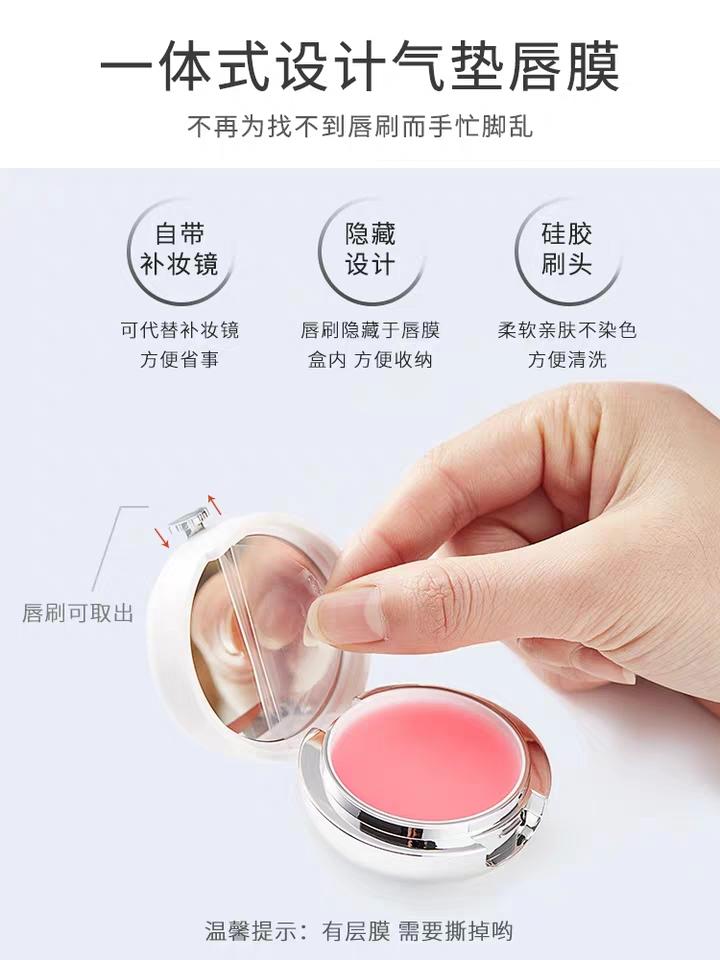 一体式设计气垫唇膜
不再为找不到唇刷而手忙脚乱
自带
补妆镜
隐藏
设计
硅胶
刷头
可代替补妆镜
方便省事
唇刷隐藏于唇膜
盒内 方便收纳
柔软亲肤不染色
方便清洗
唇刷可取出
温馨提示：有层膜 需要撕掉哟